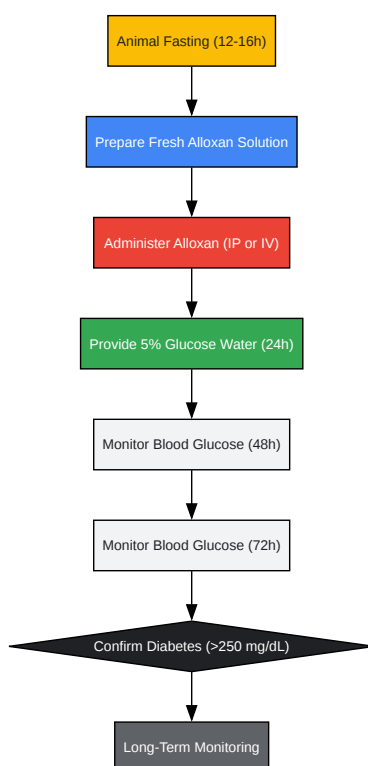 Animal Fasting (12-16h)
Prepare Fresh Alloxan Solution
Administer Alloxan (IP or IV)
Provide 5% Glucose Water (24h)
Monitor Blood Glucose (48h)
Monitor Blood Glucose (72h)
Confirm Diabetes (>250 mg/dL)
Long-Term Monitoring